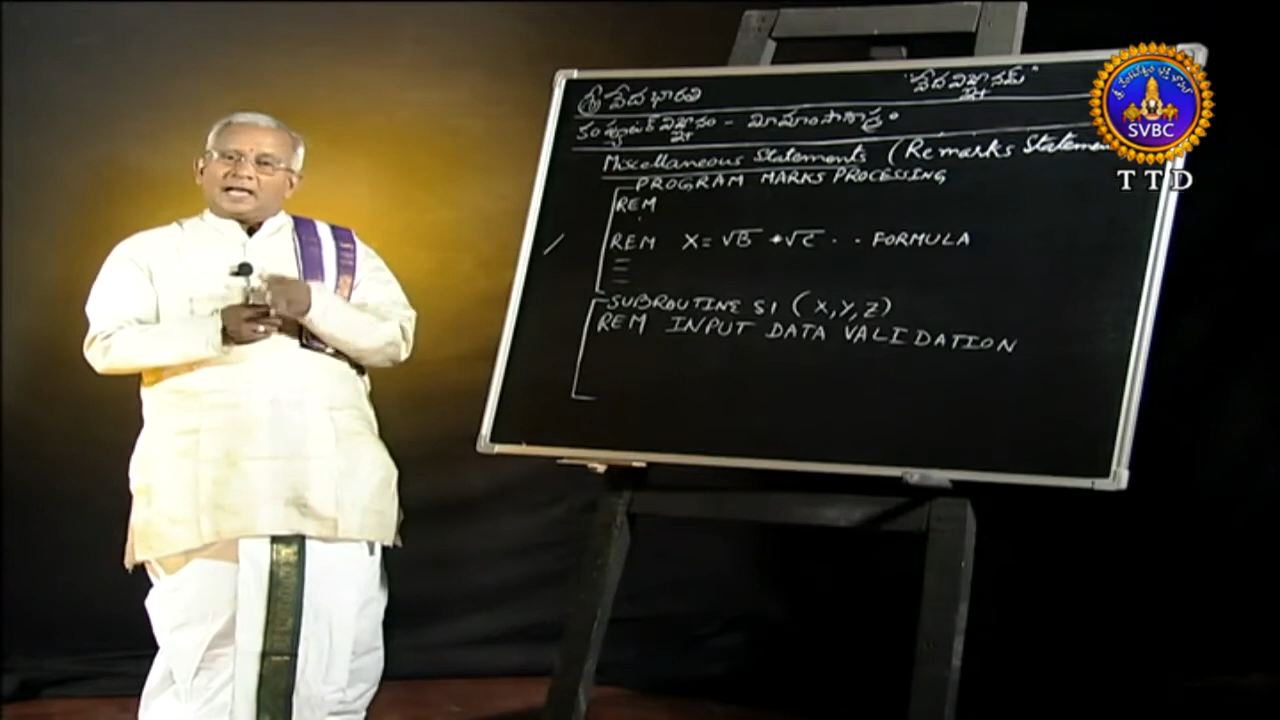 శ్రీ వేదభారతి
"వేదవిజ్ఞానమ్"
కంప్యూటర్ విజ్ఞానం - మీమాంసాశాస్త్రం
Miscellaneous Statements (Remarks Statemen
PROGRAM MARKS PROCESSING
REM
REM X = √B + √C . . FORMULA
SUBROUTINE S1 (X,Y,Z)
REM INPUT DATA VALIDATION
SVBC
TTD